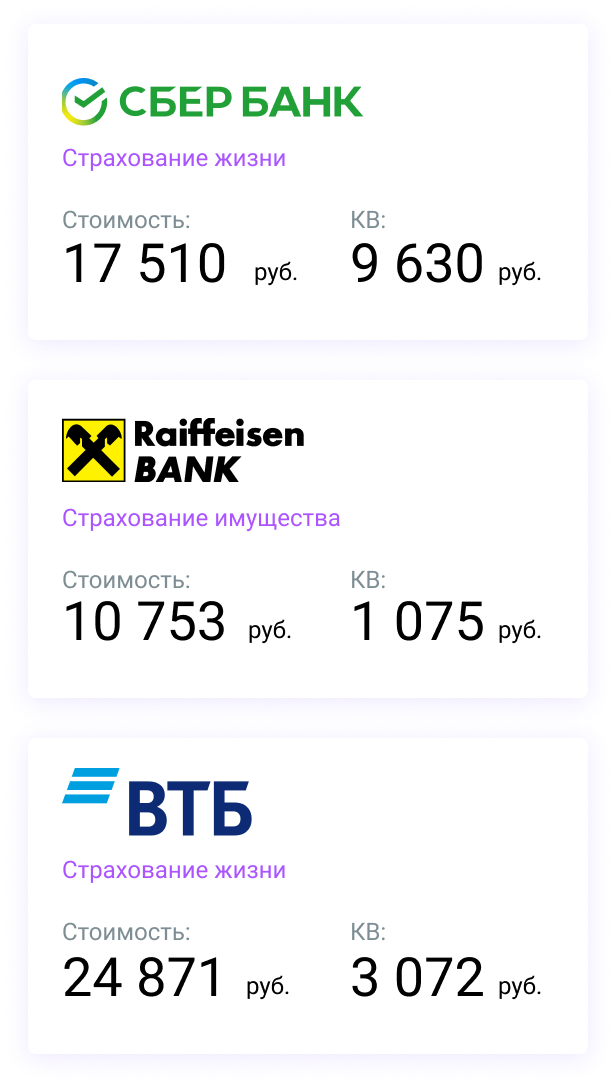 СБЕР БАНК
Страхование жизни
Стоимость: КВ:
17 510 руб. 9 630 руб.
Raiffeisen
BANK
Страхование имущества
Стоимость: КВ:
10 753 руб. 1 075 руб.
ВТБ
Страхование жизни
Стоимость: КВ:
24 871 руб. 3 072 руб.